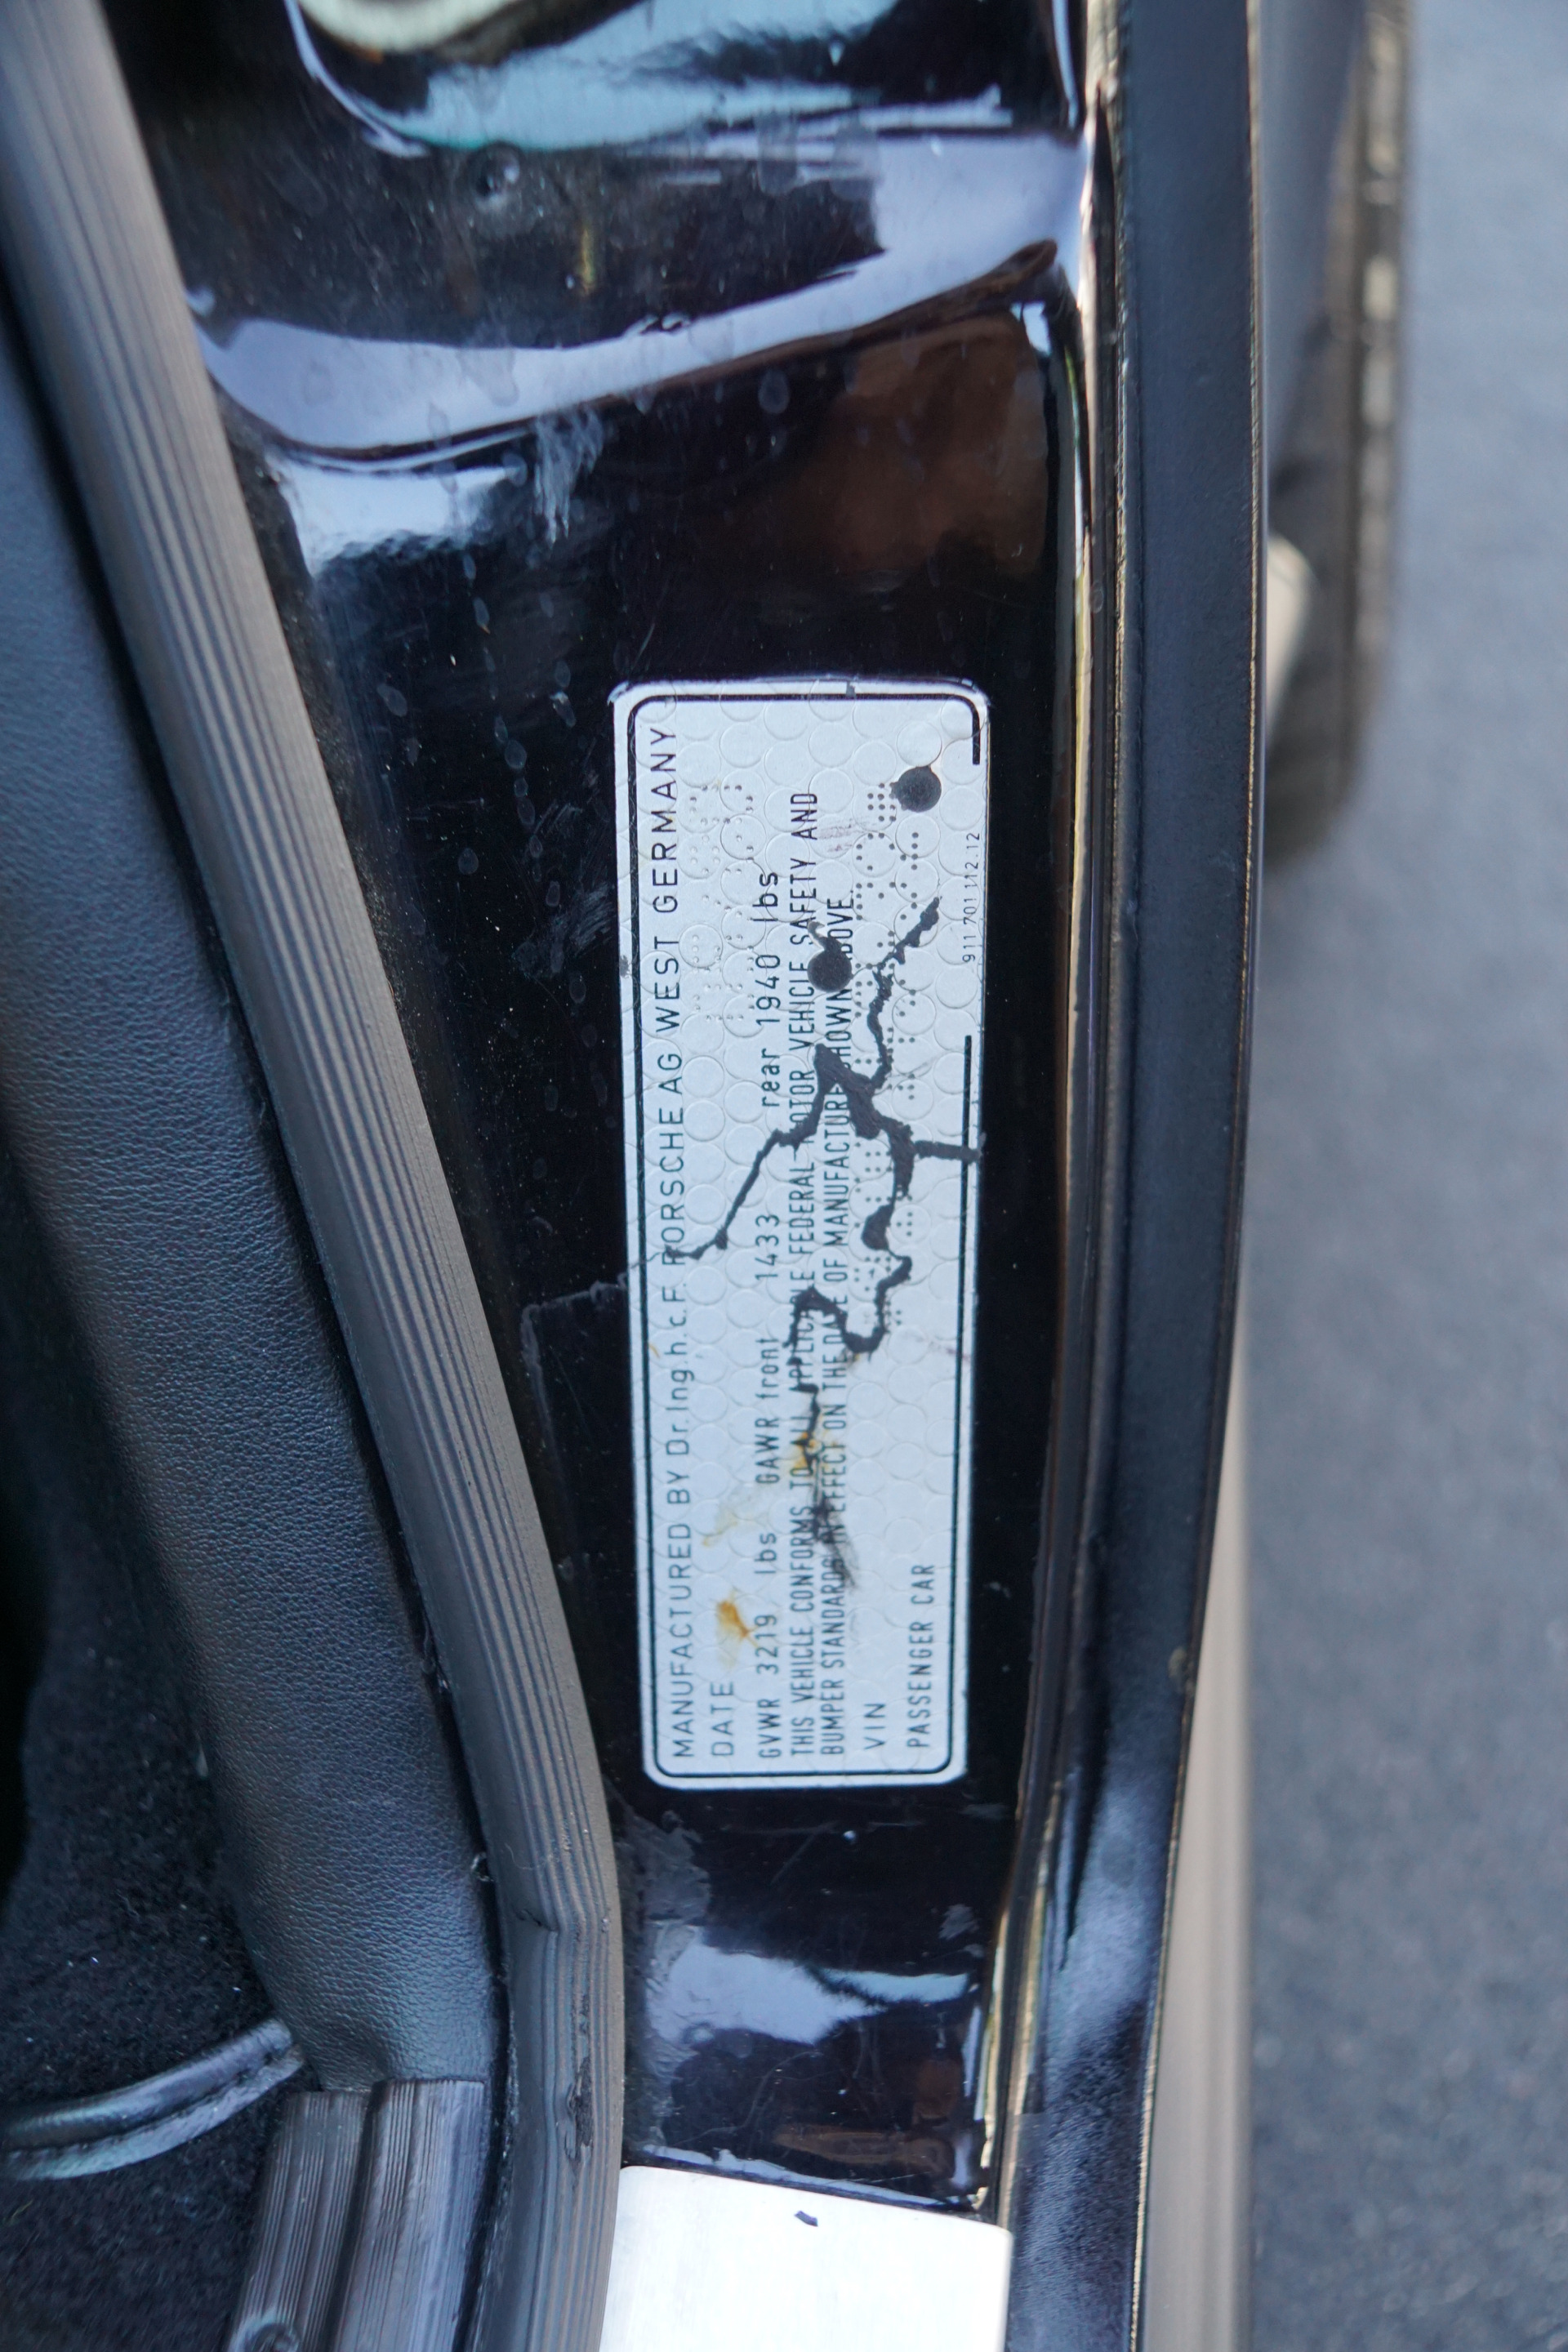 MANUFACTURED BY Dr.Ing.h.c.F. PORSCHE AG WEST GERMANY
DATE
GVWR 3219 lbs GAWR front 1433 rear 1940 lbs
THIS VEHICLE CONFORMS TO ALL APPLICABLE FEDERAL MOTOR VEHICLE SAFETY AND
BUMPER STANDARDS IN EFFECT ON THE DATE OF MANUFACTURE SHOWN ABOVE.
VIN
PASSENGER CAR
911 701 112.12